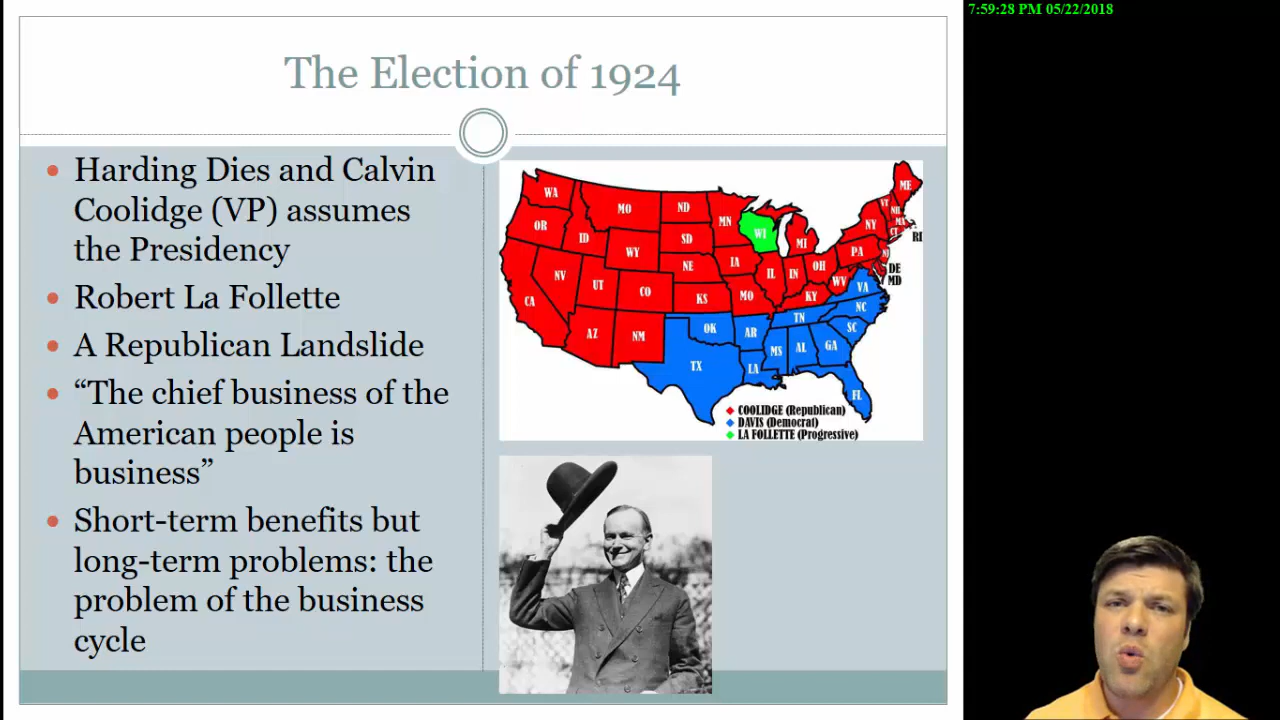 7:59:28 PM 05/22/2018
The Election of 1924
Harding Dies and Calvin
Coolidge (VP) assumes
the Presidency
Robert La Follette
A Republican Landslide
“The chief business of the
American people is
business”
Short-term benefits but
long-term problems: the
problem of the business
cycle
WA
MO
ND
MN
WI
MI
ME
VT
NH
MA
CT
RI
NY
OR
ID
SD
WY
NE
IA
IL
IN
OH
PA
NJ
DE
MD
NV
UT
CO
KS
MO
KY
WV
VA
CA
AZ
NM
OK
AR
TN
NC
SC
TX
LA
MS
AL
GA
FL
COOLIDGE (Republican)
DAVIS (Democrat)
LA FOLLETTE (Progressive)